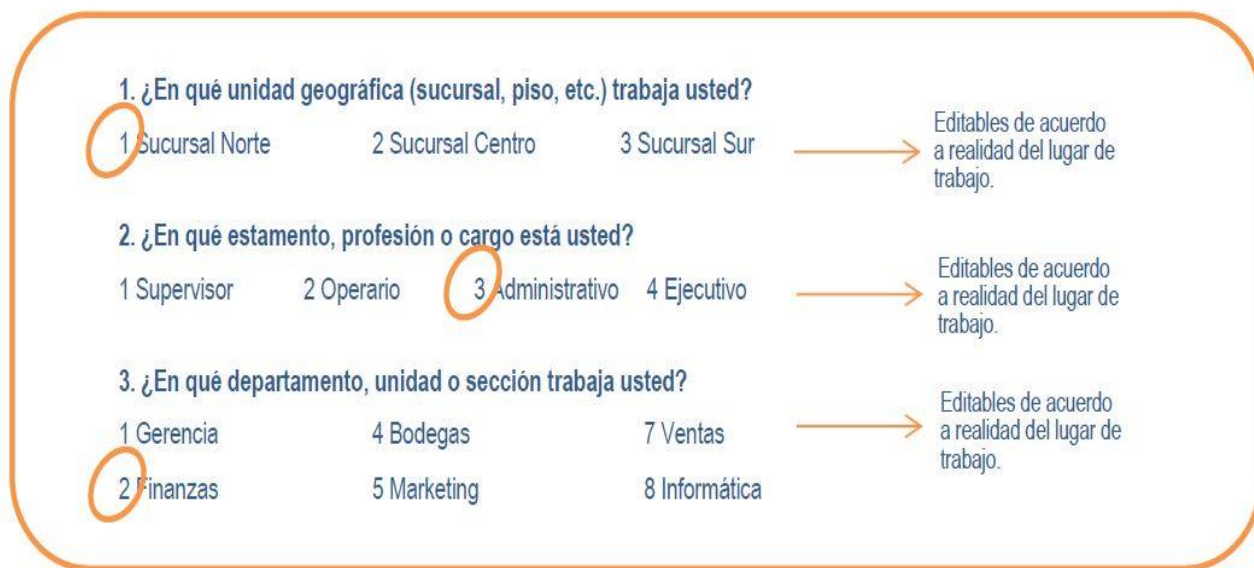 1. ¿En qué unidad geográfica (sucursal, piso, etc.) trabaja usted?
1 Sucursal Norte 2 Sucursal Centro 3 Sucursal Sur
Editables de acuerdo
a realidad del lugar de
trabajo.
2. ¿En qué estamento, profesión o cargo está usted?
1 Supervisor 2 Operario 3 Administrativo 4 Ejecutivo
Editables de acuerdo
a realidad del lugar de
trabajo.
3. ¿En qué departamento, unidad o sección trabaja usted?
1 Gerencia 4 Bodegas 7 Ventas
2 Finanzas 5 Marketing 8 Informática
Editables de acuerdo
a realidad del lugar de
trabajo.